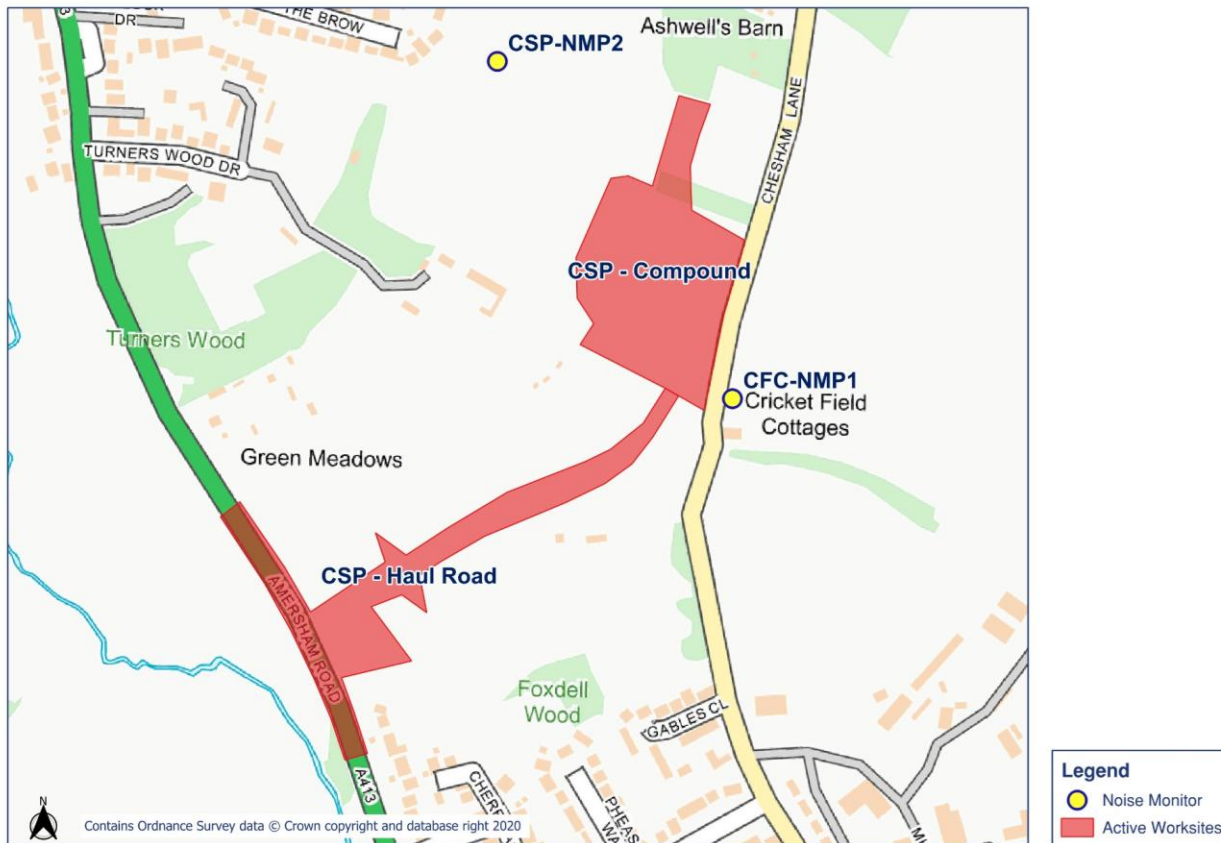 DR
THE BROW
Ashwell's Barn
CSP-NMP2
CHESHAM LANE
TURNERS WOOD DR
CSP - Compound
Turners Wood
CFC-NMP1
Cricket Field
Cottages
Green Meadows
CSP - Haul Road
AMERSHAM ROAD
Foxdell
Wood
GABLES CL
A413
N
Contains Ordnance Survey data © Crown copyright and database right 2020
Legend
Noise Monitor
Active Worksites